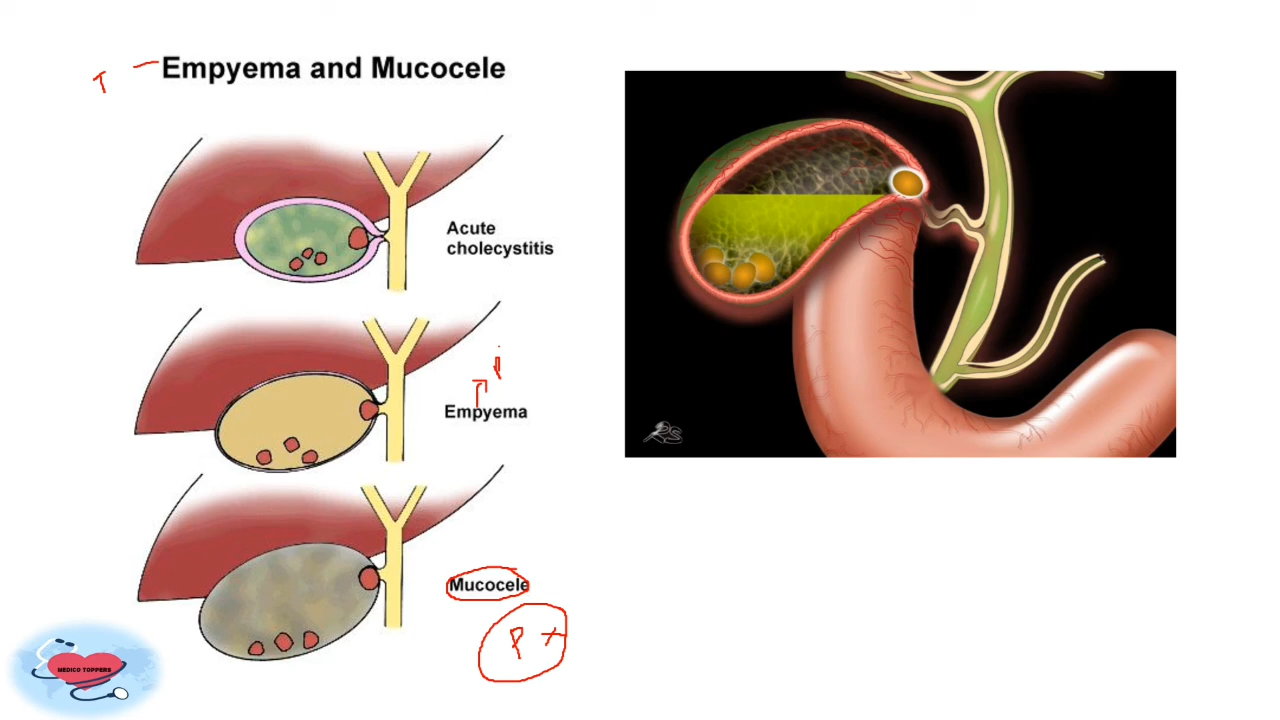 Empyema and Mucocele
Acute
cholecystitis
Empyema
Mucocele
P
MEDICO TOPPERS